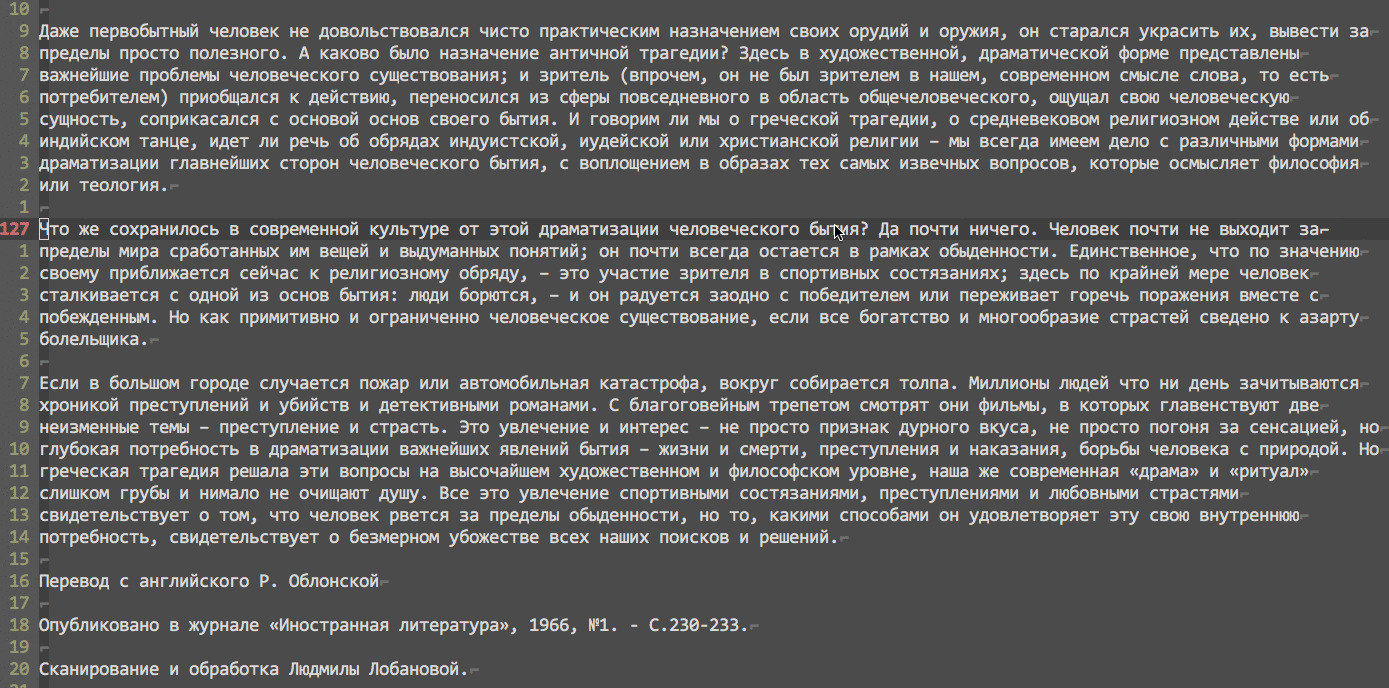 10
9 Даже первобытный человек не довольствовался чисто практическим назначением своих орудий и оружия, он старался украсить их, вывести за
8 пределы просто полезного. А каково было назначение античной трагедии? Здесь в художественной, драматической форме представлены
7 важнейшие проблемы человеческого существования; и зритель (впрочем, он не был зрителем в нашем, современном смысле слова, то есть
6 потребителем) приобщался к действию, переносился из сферы повседневного в область общечеловеческого, ощущал свою человеческую
5 сущность, соприкасался с основой основ своего бытия. И говорим ли мы о греческой трагедии, о средневековом религиозном действе или об
4 индийском танце, идет ли речь об обрядах индуистской, иудейской или христианской религии – мы всегда имеем дело с различными формами
3 драматизации главнейших сторон человеческого бытия, с воплощением в образах тех самых извечных вопросов, которые осмысляет философия
2 или теология.
1
127 Что же сохранилось в современной культуре от этой драматизации человеческого бытия? Да почти ничего. Человек почти не выходит за
1 пределы мира сработанных им вещей и выдуманных понятий; он почти всегда остается в рамках обыденности. Единственное, что по значению
2 своему приближается сейчас к религиозному обряду, – это участие зрителя в спортивных состязаниях; здесь по крайней мере человек
3 сталкивается с одной из основ бытия: люди борются, – и он радуется заодно с победителем или переживает горечь поражения вместе с
4 побежденным. Но как примитивно и ограниченно человеческое существование, если все богатство и многообразие страстей сведено к азарту
5 болельщика.
6
7 Если в большом городе случается пожар или автомобильная катастрофа, вокруг собирается толпа. Миллионы людей что ни день зачитываются
8 хроникой преступлений и убийств и детективными романами. С благоговейным трепетом смотрят они фильмы, в которых главенствуют две
9 неизменные темы – преступление и страсть. Это увлечение и интерес – не просто признак дурного вкуса, не просто погоня за сенсацией, но
10 глубокая потребность в драматизации важнейших явлений бытия – жизни и смерти, преступления и наказания, борьбы человека с природой. Но
11 греческая трагедия решала эти вопросы на высочайшем художественном и философском уровне, наша же современная «драма» и «ритуал»
12 слишком грубы и нимало не очищают душу. Все это увлечение спортивными состязаниями, преступлениями и любовными страстями
13 свидетельствует о том, что человек рвется за пределы обыденности, но то, какими способами он удовлетворяет эту свою внутреннюю
14 потребность, свидетельствует о безмерном убожестве всех наших поисков и решений.
15
16 Перевод с английского Р. Облонской
17
18 Опубликовано в журнале «Иностранная литература», 1966, №1. - С.230-233.
19
20 Сканирование и обработка Людмилы Лобановой.